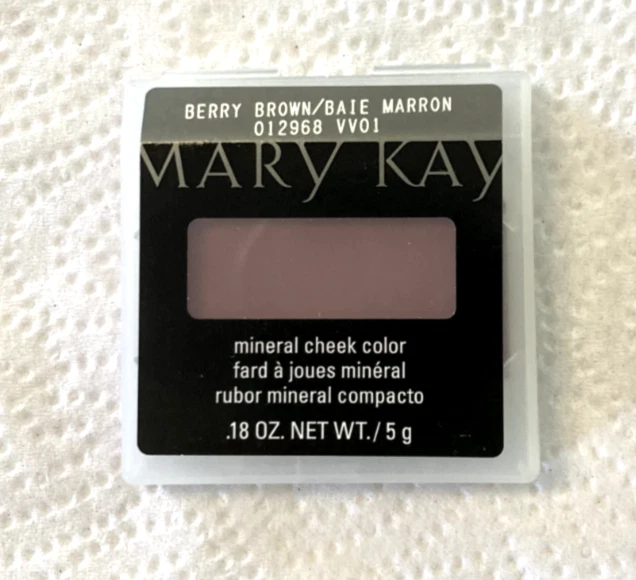 BERRY BROWN/BAIE MARRON
012968 VV01
MARY KAY
mineral cheek color
fard à joues minéral
rubor mineral compacto
.18 OZ. NET WT./ 5 g